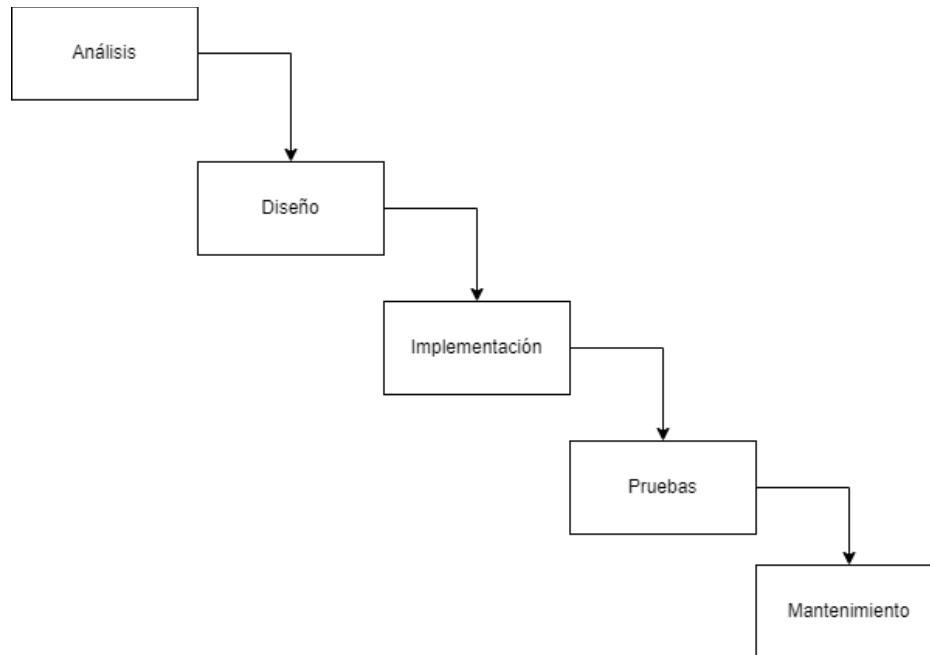 Análisis
Diseño
Implementación
Pruebas
Mantenimiento